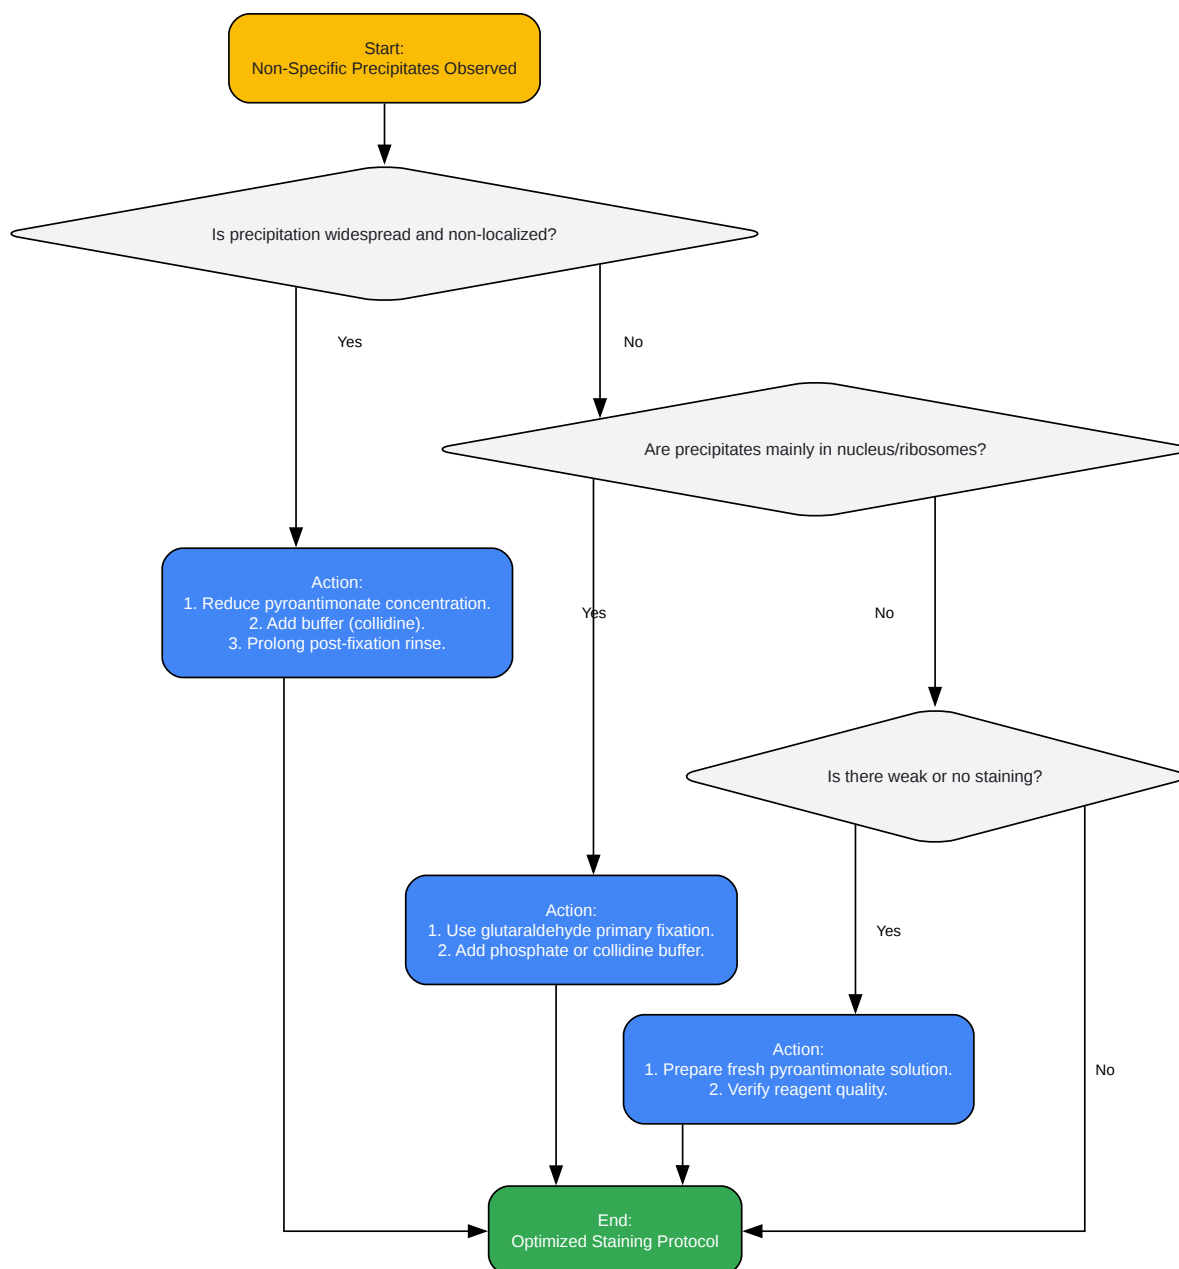 Start:
Non-Specific Precipitates Observed
Is precipitation widespread and non-localized?
Yes
No
Are precipitates mainly in nucleus/ribosomes?
Action:
1. Reduce pyroantimonate concentration.
2. Add buffer (collidine).
3. Prolong post-fixation rinse.
Yes
No
Is there weak or no staining?
Action:
1. Use glutaraldehyde primary fixation.
2. Add phosphate or collidine buffer.
Yes
Action:
1. Prepare fresh pyroantimonate solution.
2. Verify reagent quality.
No
End:
Optimized Staining Protocol